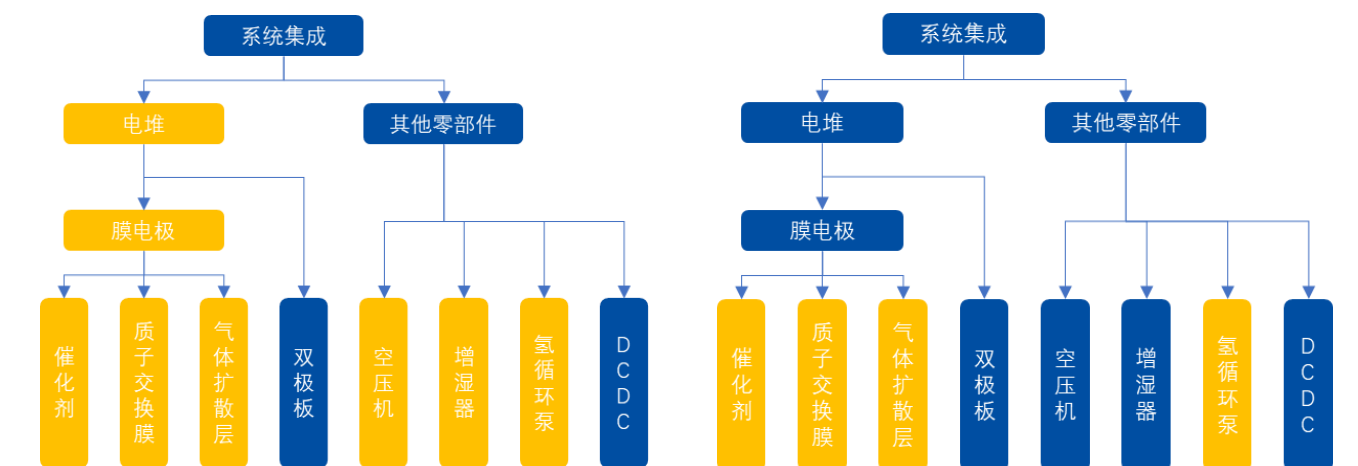 系统集成
电堆
其他零部件
膜电极
催化剂
质子交换膜
气体扩散层
双极板
空压机
增湿器
氢循环泵
DCDC
系统集成
电堆
其他零部件
膜电极
催化剂
质子交换膜
气体扩散层
双极板
空压机
增湿器
氢循环泵
DCDC